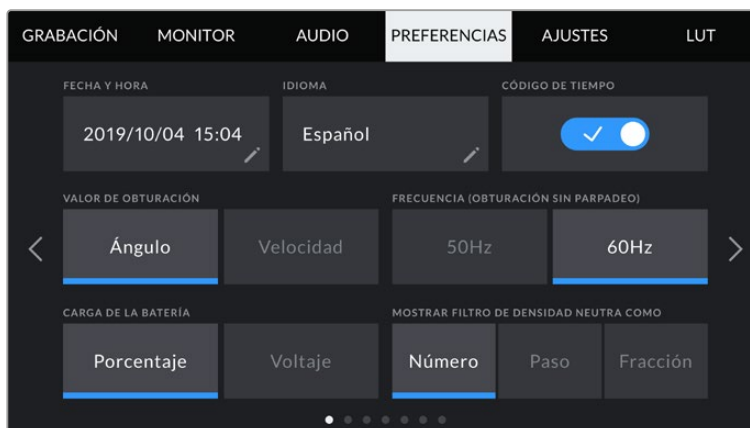 GRABACIÓN MONITOR AUDIO PREFERENCIAS AJUSTES LUT
FECHA Y HORA IDIOMA CÓDIGO DE TIEMPO
2019/10/04 15:04 Español
VALOR DE OBTURACIÓN FRECUENCIA (OBTURACIÓN SIN PARPADEO)
Ángulo Velocidad 50Hz 60Hz
CARGA DE LA BATERÍA MOSTRAR FILTRO DE DENSIDAD NEUTRA COMO
Porcentaje Voltaje Número Paso Fracción